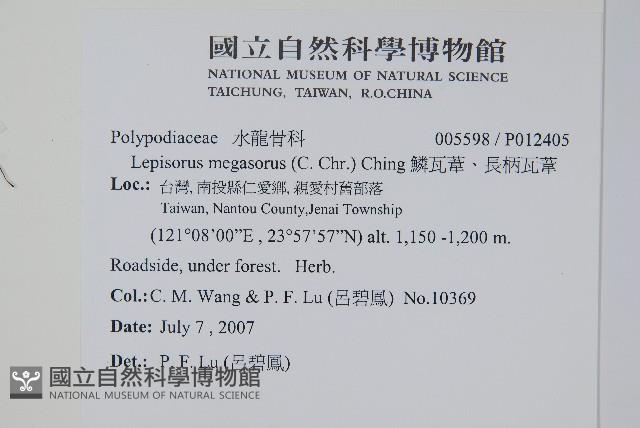 國立自然科學博物館
NATIONAL MUSEUM OF NATURAL SCIENCE
TAICHUNG, TAIWAN, R.O.CHINA
Polypodiaceae 水龍骨科 005598 / P012405
Lepisorus megasorus (C. Chr.) Ching 鱗瓦葦、長柄瓦葦
Loc.: 台灣, 南投縣仁愛鄉, 親愛村舊部落
Taiwan, Nantou County,Jenai Township
(121°08'00”E , 23°57'57”N) alt. 1,150 -1,200 m.
Roadside, under forest. Herb.
Col.: C. M. Wang & P. F. Lu (呂碧鳳) No.10369
Date: July 7 , 2007
Det.: P. F. Lu (呂碧鳳)
國立自然科學博物館
NATIONAL MUSEUM OF NATURAL SCIENCE